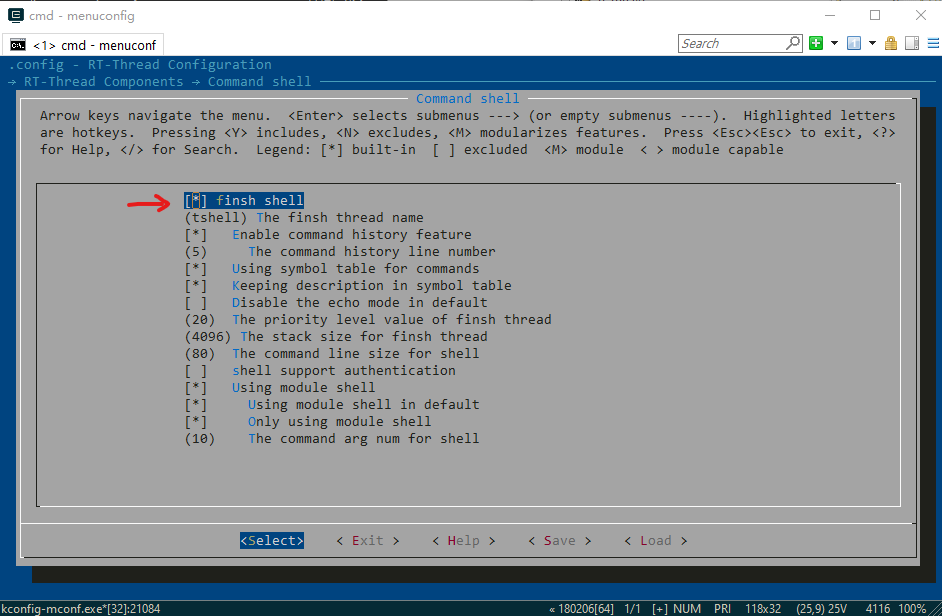 cmd - menuconfig
<1> cmd - menuconf
Search
.config - RT-Thread Configuration
→ RT-Thread Components → Command shell
Command shell
Arrow keys navigate the menu.  <Enter> selects submenus ---> (or empty submenus ----).  Highlighted letters
are hotkeys.  Pressing <Y> includes, <N> excludes, <M> modularizes features.  Press <Esc><Esc> to exit, <?>
for Help, </> for Search.  Legend: [*] built-in  [ ] excluded  <M> module  < > module capable
[*] finsh shell
(tshell) The finsh thread name
[*]   Enable command history feature
(5)     The command history line number
[*]   Using symbol table for commands
[*]   Keeping description in symbol table
[ ]   Disable the echo mode in default
(20)  The priority level value of finsh thread
(4096) The stack size for finsh thread
(80)  The command line size for shell
[ ]   shell support authentication
[*]   Using module shell
[*]     Using module shell in default
[*]     Only using module shell
(10)    The command arg num for shell
<Select>    < Exit >    < Help >    < Save >    < Load >
kconfig-mconf.exe*[32]:21084    « 180206[64]  1/1  [+] NUM  PRI  118x32  (25,9) 25V  4116  100%